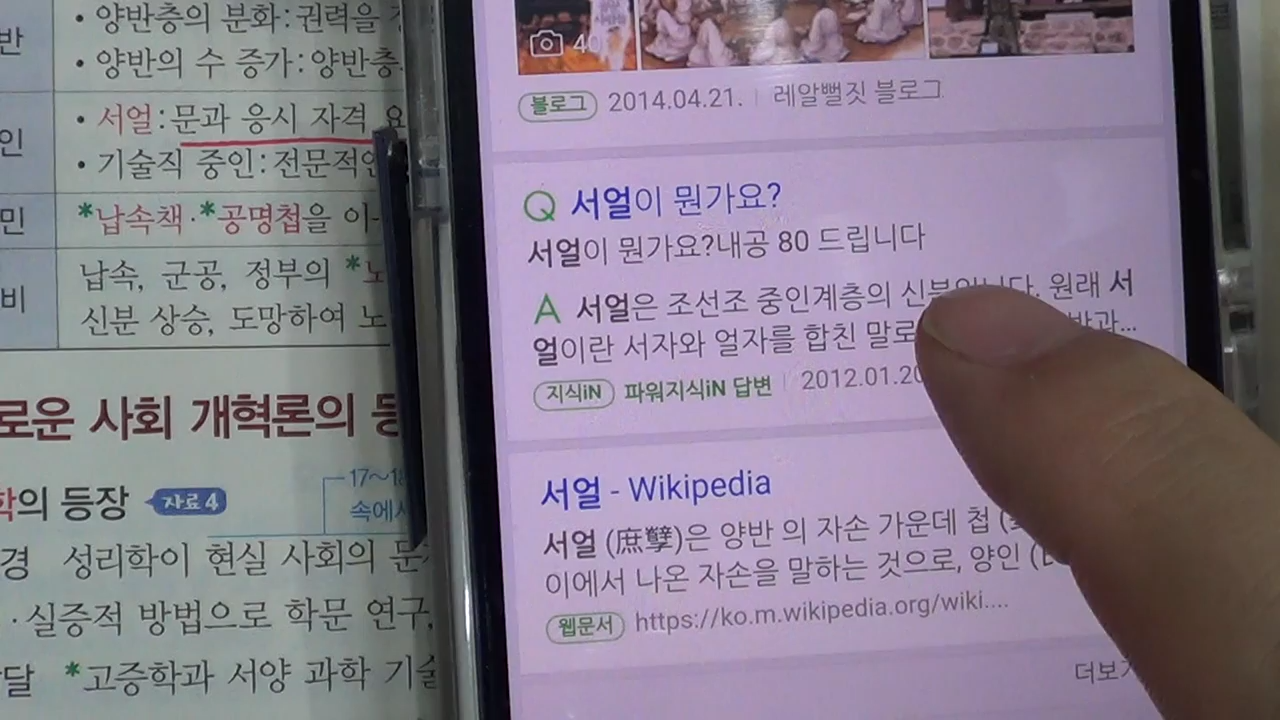 반
• 양반층의 분화: 권력을
• 양반의 수 증가: 양반층
인
• 서얼: 문과 응시 자격
• 기술직 중인: 전문적인
민
*납속책·*공명첩을
비
납속, 군공, 정부의 *노
신분 상승, 도망하여 노
로운 사회 개혁론의 등
학의 등장 자료 4
17~18
속에서
경 성리학이 현실 사회의 문
·실증적 방법으로 학문 연구,
달 *고증학과 서양 과학 기술
40
블로그 2014.04.21. 레알뻘짓 블로그
Q 서얼이 뭔가요?
서얼이 뭔가요?내공 80 드립니다
A 서얼은 조선조 중인계층의 신분입니다. 원래 서
얼이란 서자와 얼자를 합친 말로
지식iN 파워지식iN 답변 2012.01.20
서얼 - Wikipedia
서얼 (庶孼)은 양반 의 자손 가운데 첩
이에서 나온 자손을 말하는 것으로, 양인
웹문서 https://ko.m.wikipedia.org/wiki....
더보기